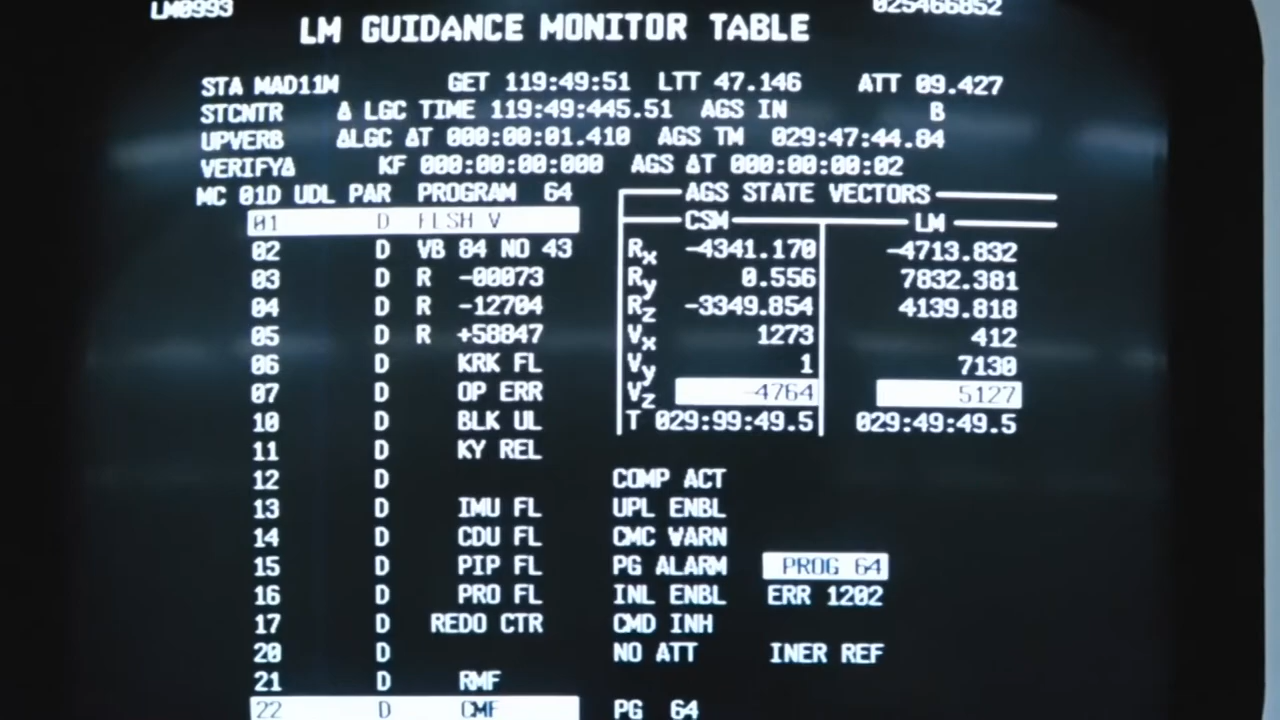 LM0993 025466852
LM GUIDANCE MONITOR TABLE
STA MAD11M GET 119:49:51 LTT 47.146 ATT 09.427
STCNTR Δ LGC TIME 119:49:445.51 AGS IN B
UPVERB ΔLGC ΔT 000:00:01.410 AGS TM 029:47:44.84
VERIFYΔ KF 000:00:00:000 AGS ΔT 000:00:00:02
MC 01D UDL PAR PROGRAM 64 AGS STATE VECTORS
01 D FLSH V CSM LM
02 D VB 84 NO 43 Rx -4341.170 -4713.832
03 D R -00073 Ry 0.556 7832.381
04 D R -12704 Rz -3349.854 4139.818
05 D R +58847 Vx 1273 412
06 D KRK FL Vy 1 7130
07 D OP ERR Vz -4764 5127
10 D BLK UL T 029:99:49.5 029:49:49.5
11 D KY REL
12 D COMP ACT
13 D IMU FL UPL ENBL
14 D CDU FL CMC WARN
15 D PIP FL PG ALARM PROG 64
16 D PRO FL INL ENBL ERR 1202
17 D REDO CTR CMD INH
20 D NO ATT INER REF
21 D RMF
22 D CMF PG 64